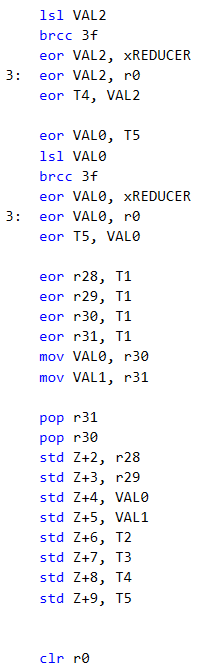 lsl VAL2
brcc 3f
eor VAL2, xREDUCER
3: eor VAL2, r0
eor T4, VAL2
eor VAL0, T5
lsl VAL0
brcc 3f
eor VAL0, xREDUCER
3: eor VAL0, r0
eor T5, VAL0
eor r28, T1
eor r29, T1
eor r30, T1
eor r31, T1
mov VAL0, r30
mov VAL1, r31
pop r31
pop r30
std Z+2, r28
std Z+3, r29
std Z+4, VAL0
std Z+5, VAL1
std Z+6, T2
std Z+7, T3
std Z+8, T4
std Z+9, T5
clr r0